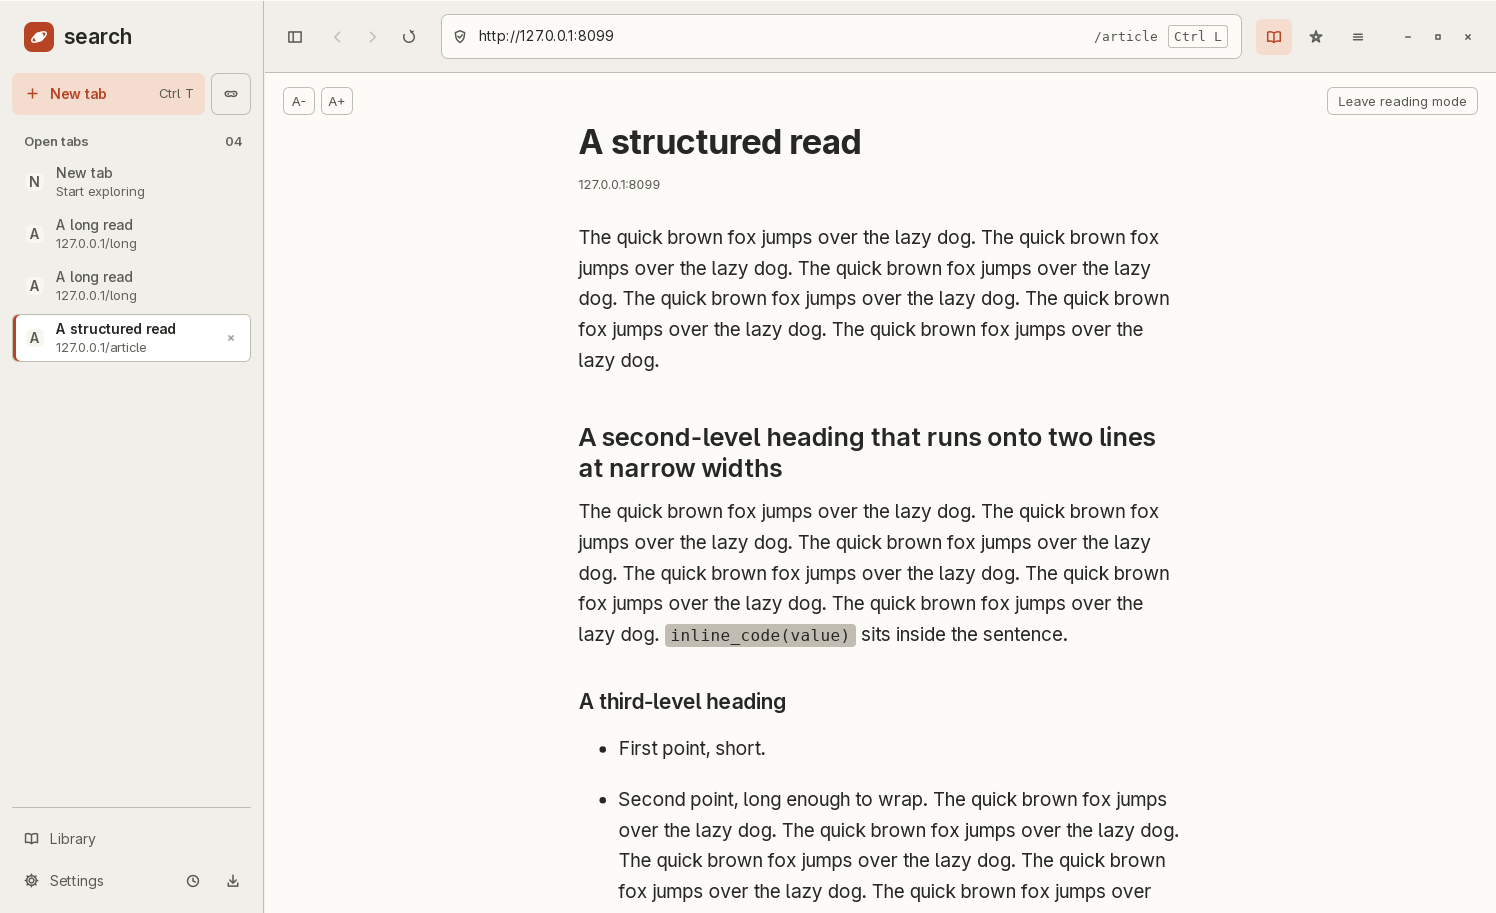 search
New tab Ctrl T
Open tabs 04
N New tab
Start exploring
A A long read
127.0.0.1/long
A A long read
127.0.0.1/long
A A structured read
127.0.0.1/article
Library
Settings
http://127.0.0.1:8099 /article Ctrl L
A- A+ Leave reading mode
A structured read
127.0.0.1:8099
The quick brown fox jumps over the lazy dog. The quick brown fox
jumps over the lazy dog. The quick brown fox jumps over the lazy
dog. The quick brown fox jumps over the lazy dog. The quick brown
fox jumps over the lazy dog. The quick brown fox jumps over the
lazy dog.
A second-level heading that runs onto two lines
at narrow widths
The quick brown fox jumps over the lazy dog. The quick brown fox
jumps over the lazy dog. The quick brown fox jumps over the lazy
dog. The quick brown fox jumps over the lazy dog. The quick brown
fox jumps over the lazy dog. The quick brown fox jumps over the
lazy dog. inline_code(value) sits inside the sentence.
A third-level heading
• First point, short.
• Second point, long enough to wrap. The quick brown fox jumps
over the lazy dog. The quick brown fox jumps over the lazy dog.
The quick brown fox jumps over the lazy dog. The quick brown
fox jumps over the lazy dog. The quick brown fox jumps over